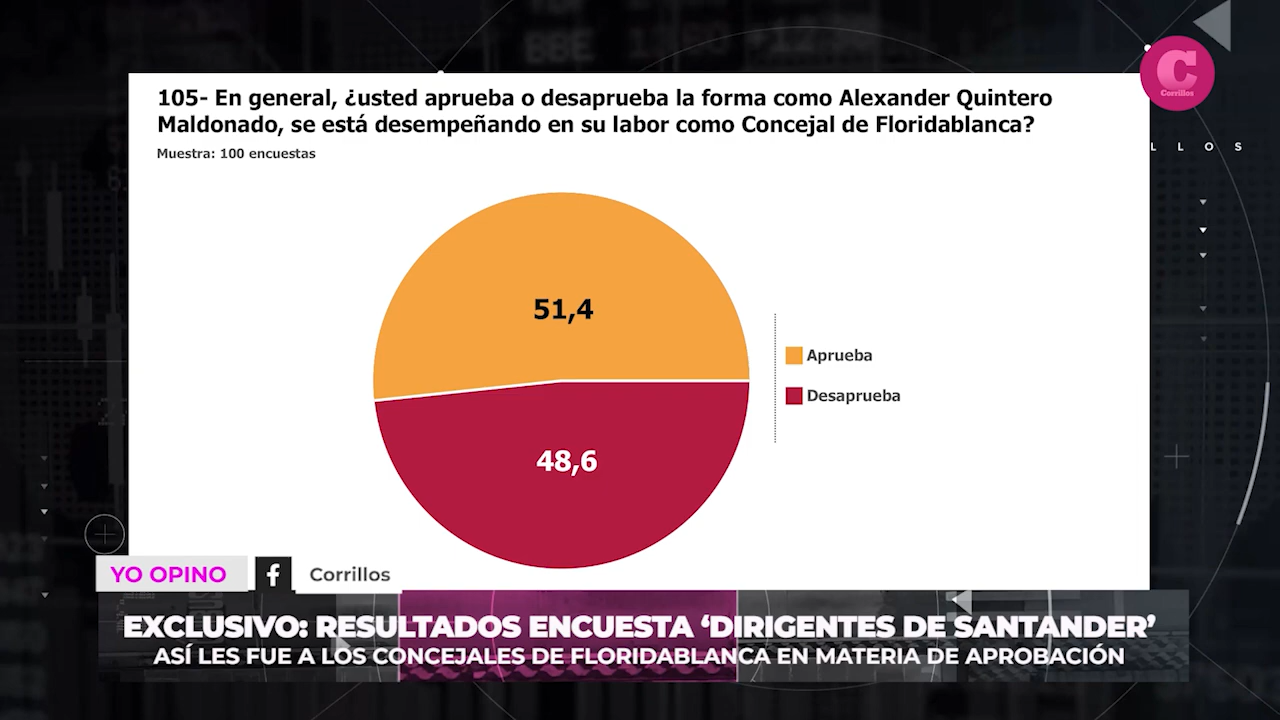 105- En general, ¿usted aprueba o desaprueba la forma como Alexander Quintero
Maldonado, se está desempeñando en su labor como Concejal de Floridablanca?
Muestra: 100 encuestas
C
Corrillos
LLOS
51,4
48,6
Aprueba
Desaprueba
YO OPINO
f
Corrillos
EXCLUSIVO: RESULTADOS ENCUESTA ‘DIRIGENTES DE SANTANDER’
ASÍ LES FUE A LOS CONCEJALES DE FLORIDABLANCA EN MATERIA DE APROBACIÓN